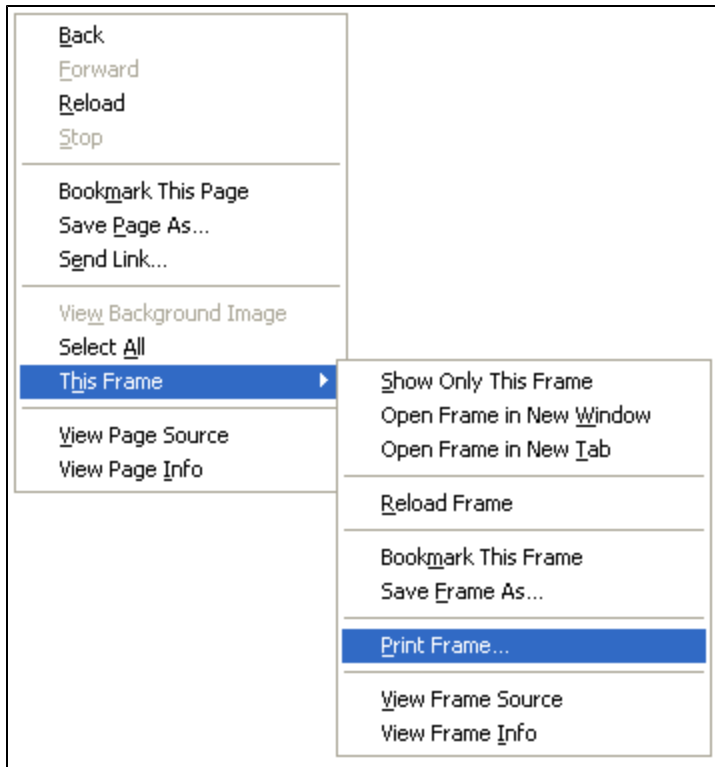 Back
Forward
Reload
Stop
Bookmark This Page
Save Page As...
Send Link...
View Background Image
Select All
This Frame
View Page Source
View Page Info
Show Only This Frame
Open Frame in New Window
Open Frame in New Tab
Reload Frame
Bookmark This Frame
Save Frame As...
Print Frame...
View Frame Source
View Frame Info